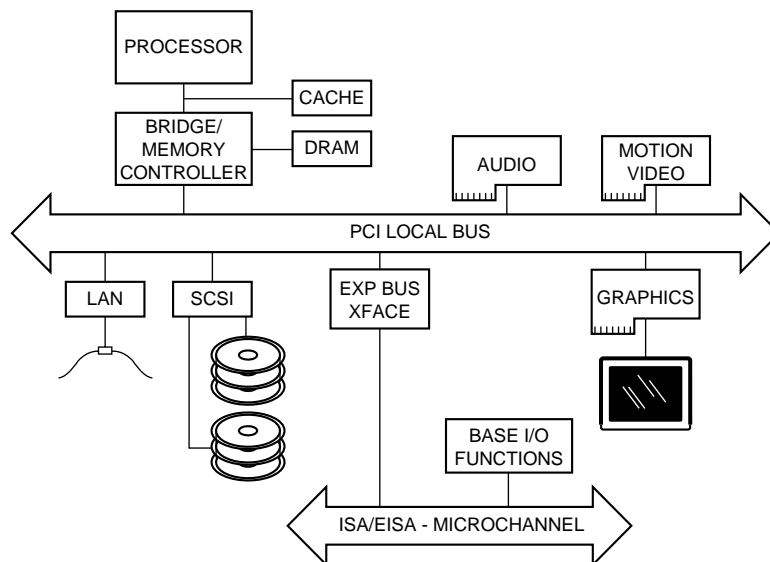 PROCESSOR
CACHE
BRIDGE/
MEMORY
CONTROLLER
DRAM
AUDIO
MOTION
VIDEO
PCI LOCAL BUS
LAN
SCSI
EXP BUS
XFACE
GRAPHICS
BASE I/O
FUNCTIONS
ISA/EISA - MICROCHANNEL